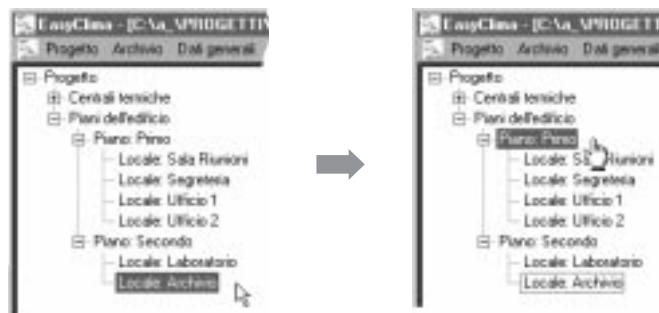 EasyClima - [C:\a_\PROGETTI\
Progetto Archivio Dati generali
Progetto
Centrali termiche
Piani dell'edificio
Piano: Primo
Locale: Sala Riunioni
Locale: Segreteria
Locale: Ufficio 1
Locale: Ufficio 2
Piano: Secondo
Locale: Laboratorio
Locale: Archivio
EasyClima - [C:\a_\PROGETT
Progetto Archivio Dati generali
Progetto
Centrali termiche
Piani dell'edificio
Piano: Primo
Locale: Riunioni
Locale: Segreteria
Locale: Ufficio 1
Locale: Ufficio 2
Piano: Secondo
Locale: Laboratorio
Locale: Archivio